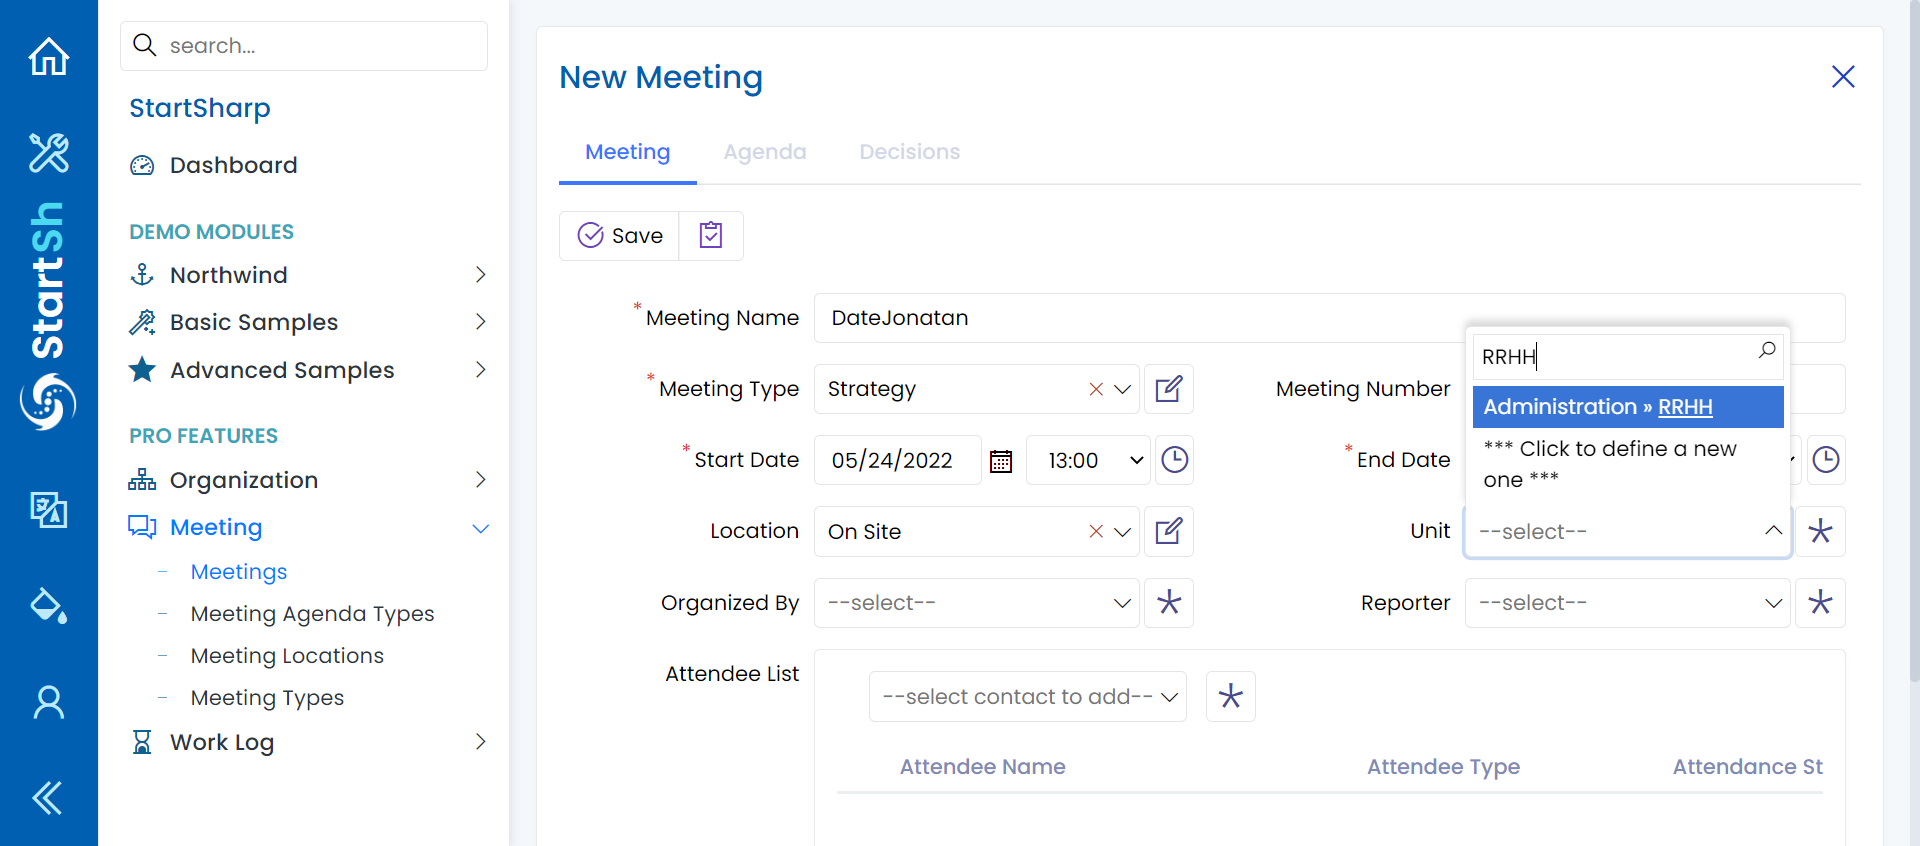 search...
StartSharp
Dashboard
DEMO MODULES
Northwind
Basic Samples
Advanced Samples
PRO FEATURES
Organization
Meeting
Meetings
Meeting Agenda Types
Meeting Locations
Meeting Types
Work Log
StartSh
New Meeting
Meeting Agenda Decisions
Save
* Meeting Name DateJonatan
* Meeting Type Strategy
Meeting Number
* Start Date 05/24/2022 13:00
* End Date
Location On Site
RRHH
Administration » RRHH
*** Click to define a new
one ***
Unit --select--
Organized By --select--
Reporter --select--
Attendee List
--select contact to add--
Attendee Name Attendee Type Attendance St